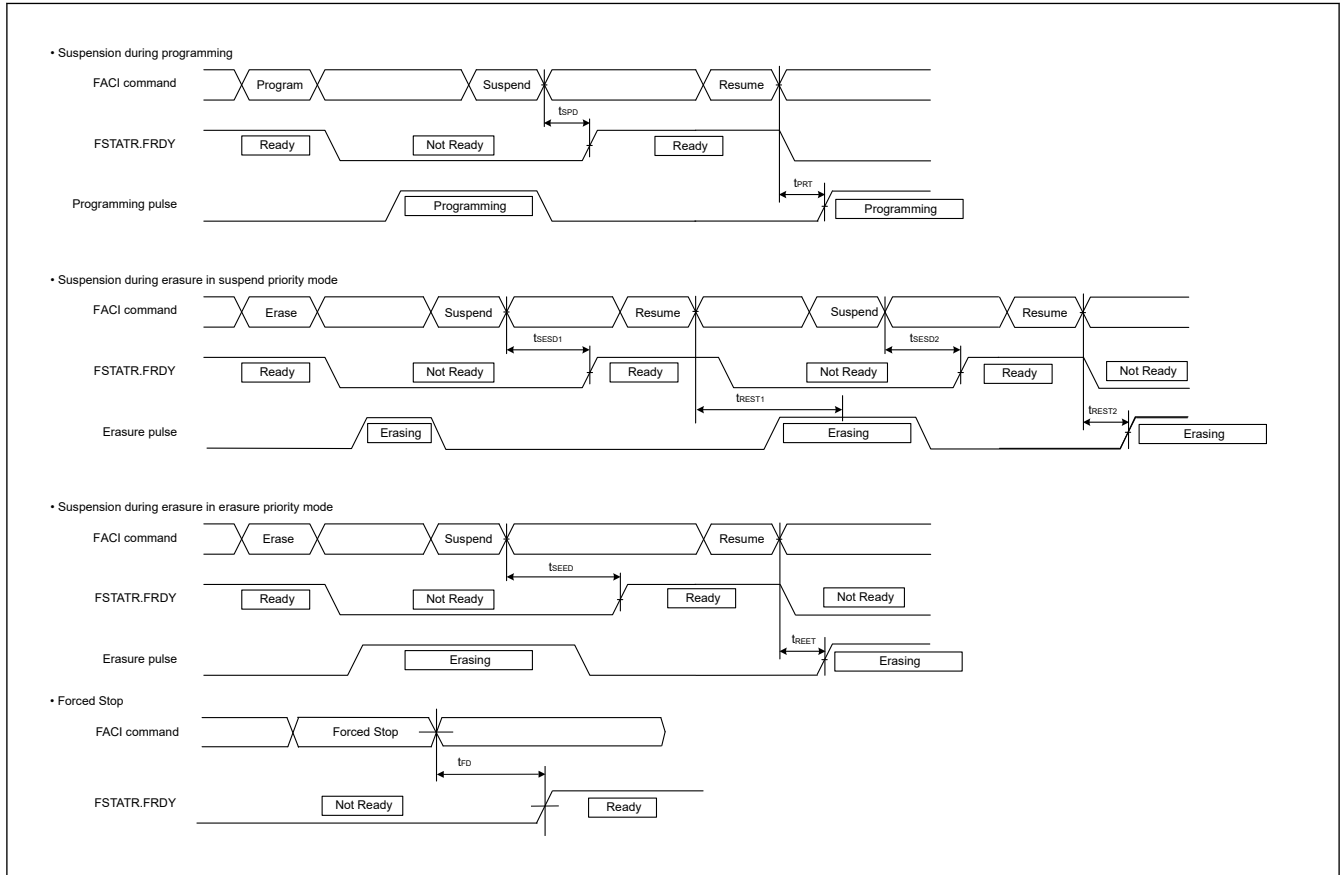 • Suspension during programming
FACI command Program Suspend Resume
tSPD
FSTATR.FRDY Ready Not Ready Ready
tPRT
Programming pulse Programming Programming
• Suspension during erasure in suspend priority mode
FACI command Erase Suspend Resume Suspend Resume
tSESD1 tSESD2
FSTATR.FRDY Ready Not Ready Ready Not Ready Ready Not Ready
tREST1 tREST2
Erasure pulse Erasing Erasing Erasing
• Suspension during erasure in erasure priority mode
FACI command Erase Suspend Resume
tSEED
FSTATR.FRDY Ready Not Ready Ready Not Ready
tREET
Erasure pulse Erasing Erasing
• Forced Stop
FACI command Forced Stop
tFD
FSTATR.FRDY Not Ready Ready